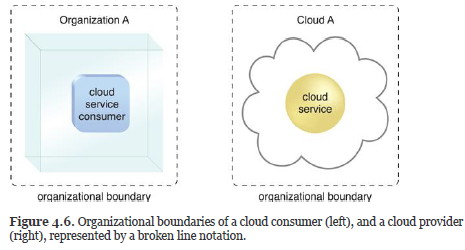 Organization A
cloud
service
consumer
organizational boundary
Cloud A
cloud
service
organizational boundary
Figure 4.6. Organizational boundaries of a cloud consumer (left), and a cloud provider
(right), represented by a broken line notation.